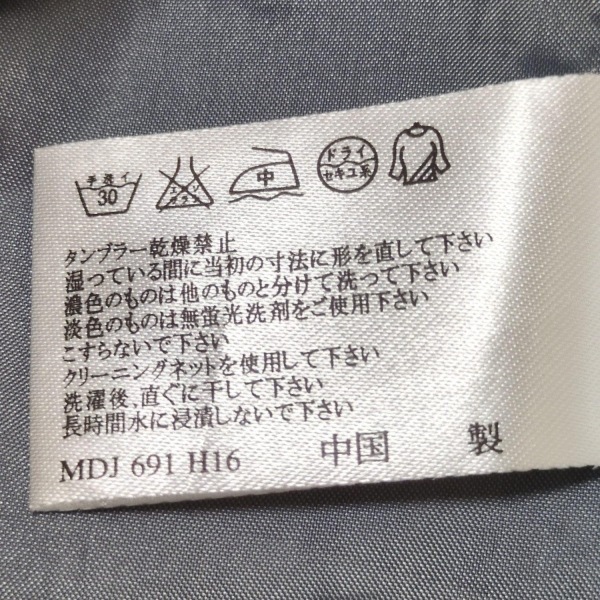 手洗イ
30
エンソ
サラシ
中
ドライ
セキユ系
タンブラー乾燥禁止
湿っている間に当初の寸法に形を直して下さい
濃色のものは他のものと分けて洗って下さい
淡色のものは無蛍光洗剤をご使用下さい
こすらないで下さい
クリーニングネットを使用して下さい
洗濯後、直ぐに干して下さい
長時間水に浸漬しないで下さい
MDJ 691 H16 中国 製